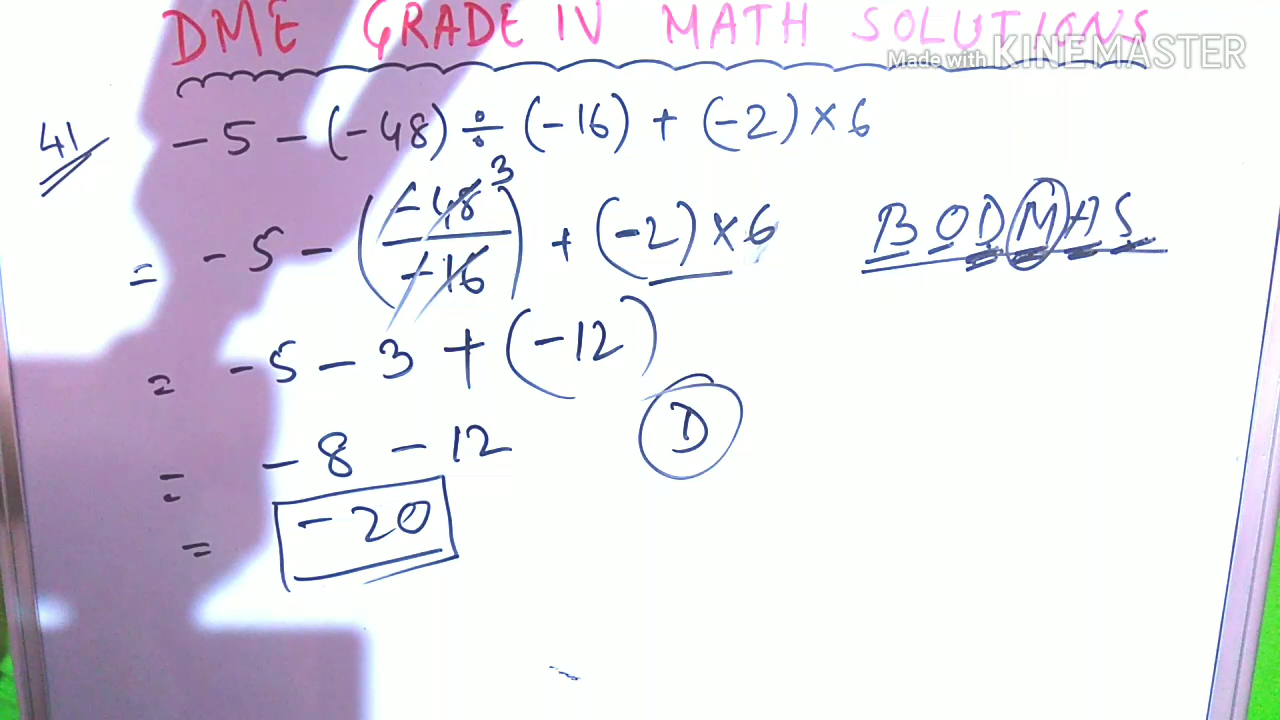 DME GRADE IV MATH SOLUTIONS
Made with KINEMASTER
41 -5 - (-48) ÷ (-16) + (-2) × 6
= -5 - (-48/-16) 3 + (-2) × 6
BODMAS
= -5 - 3 + (-12)
D
= -8 - 12
= -20